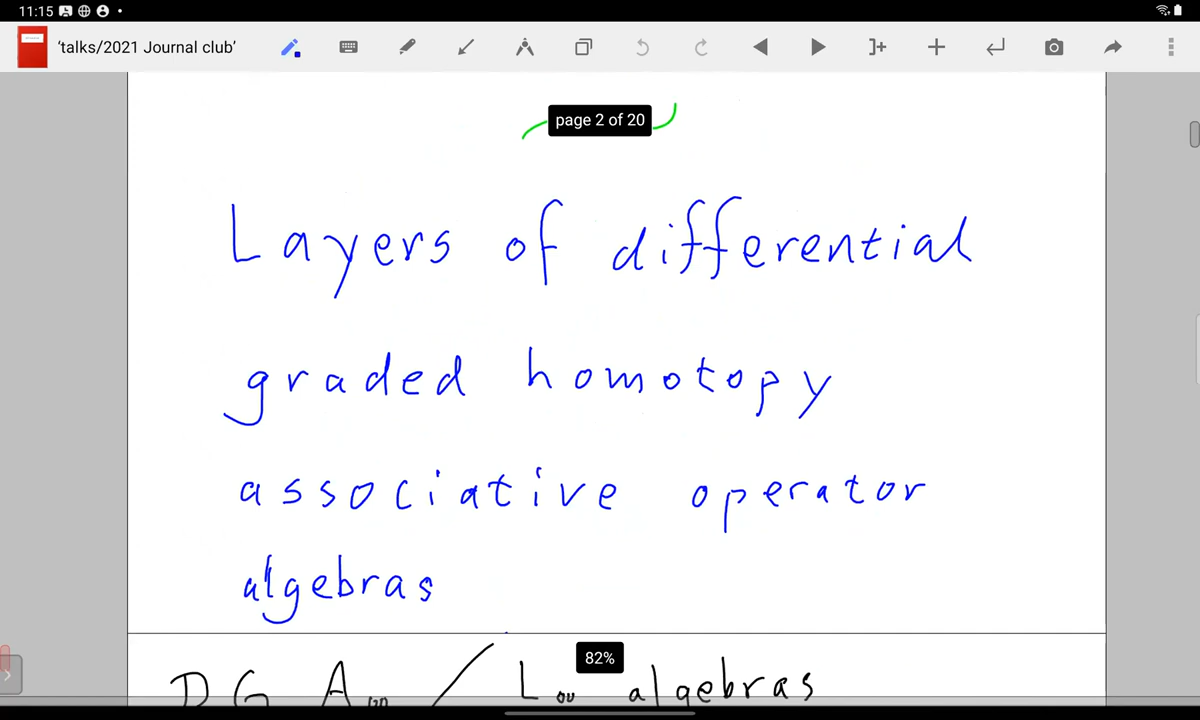 11:15
'talks/2021 Journal club'
page 2 of 20
Layers of differential
graded homotopy
associative operator
algebras
82%
DG A / L algebras